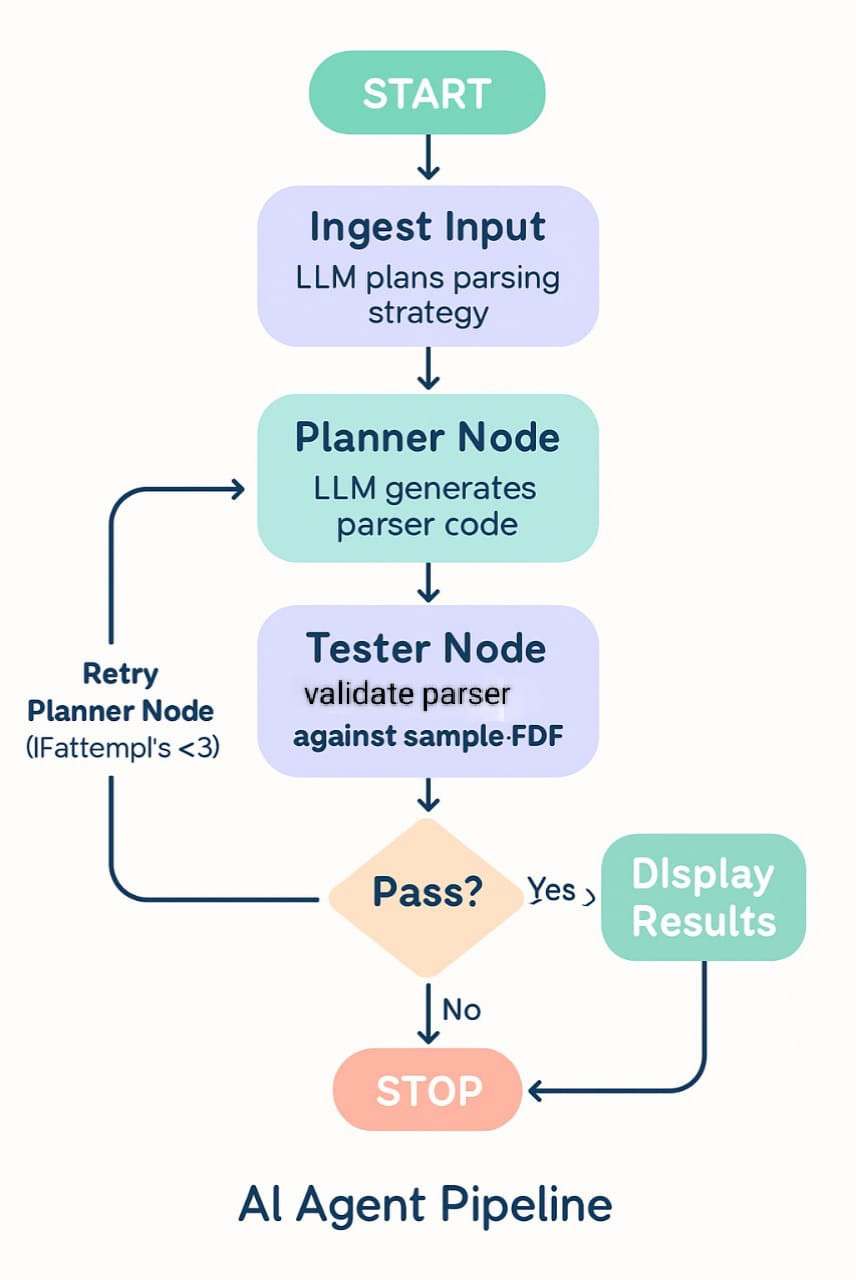 START
Ingest Input
LLM plans parsing
strategy
Planner Node
LLM generates
parser code
Tester Node
validate parser
against sample·FDF
Retry
Planner Node
(IFattempl's <3)
Pass?
Yes
DIsplay
Results
No
STOP
AI Agent Pipeline